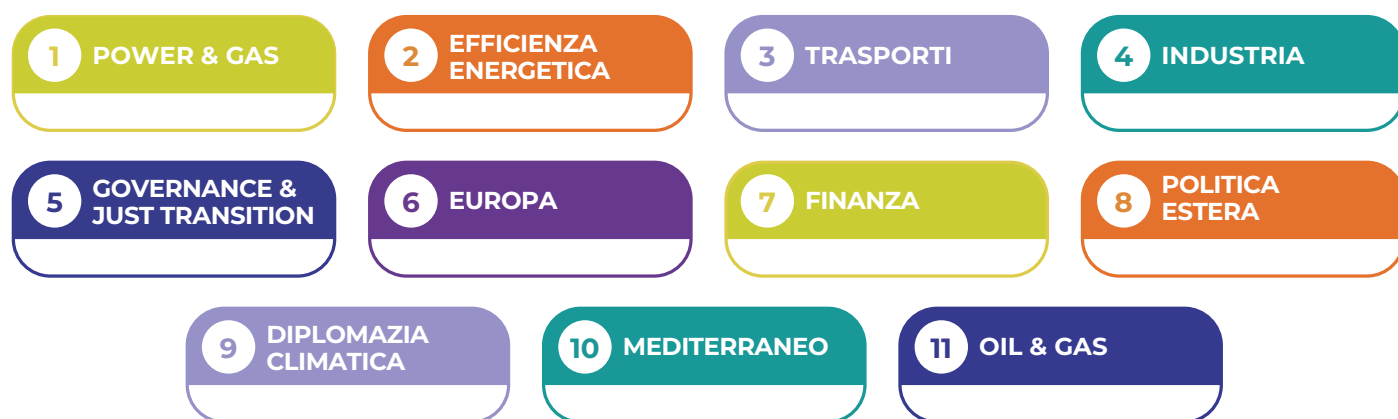 1 POWER & GAS
2 EFFICIENZA
ENERGETICA
3 TRASPORTI
4 INDUSTRIA
5 GOVERNANCE &
JUST TRANSITION
6 EUROPA
7 FINANZA
8 POLITICA
ESTERA
9 DIPLOMAZIA
CLIMATICA
10 MEDITERRANEO
11 OIL & GAS